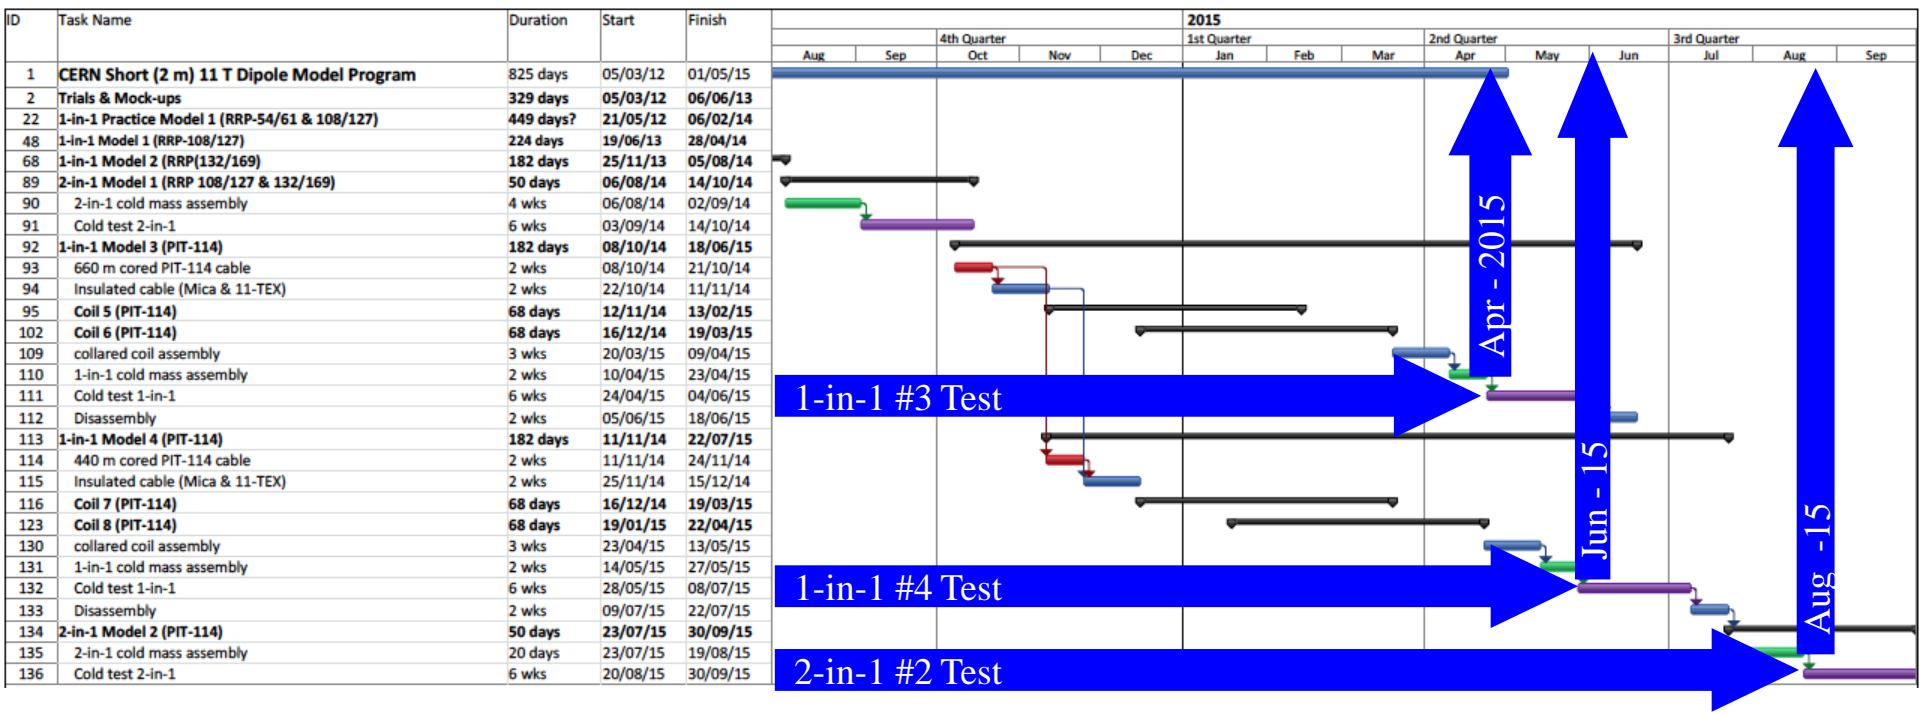 ID Task Name Duration Start Finish
2015
4th Quarter 1st Quarter 2nd Quarter 3rd Quarter
Aug Sep Oct Nov Dec Jan Feb Mar Apr May Jun Jul Aug Sep
1 CERN Short (2 m) 11 T Dipole Model Program 825 days 05/03/12 01/05/15
2 Trials & Mock-ups 329 days 05/03/12 06/06/13
22 1-in-1 Practice Model 1 (RRP-54/61 & 108/127) 449 days? 21/05/12 06/02/14
48 1-in-1 Model 1 (RRP-108/127) 224 days 19/06/13 28/04/14
68 1-in-1 Model 2 (RRP(132/169) 182 days 25/11/13 05/08/14
89 2-in-1 Model 1 (RRP 108/127 & 132/169) 50 days 06/08/14 14/10/14
90 2-in-1 cold mass assembly 4 wks 06/08/14 02/09/14
91 Cold test 2-in-1 6 wks 03/09/14 14/10/14
92 1-in-1 Model 3 (PIT-114) 182 days 08/10/14 18/06/15
93 660 m cored PIT-114 cable 2 wks 08/10/14 21/10/14
94 Insulated cable (Mica & 11-TEX) 2 wks 22/10/14 11/11/14
95 Coil 5 (PIT-114) 68 days 12/11/14 13/02/15
102 Coil 6 (PIT-114) 68 days 16/12/14 19/03/15
109 collared coil assembly 3 wks 20/03/15 09/04/15
110 1-in-1 cold mass assembly 2 wks 10/04/15 23/04/15
111 Cold test 1-in-1 6 wks 24/04/15 04/06/15
112 Disassembly 2 wks 05/06/15 18/06/15
113 1-in-1 Model 4 (PIT-114) 182 days 11/11/14 22/07/15
114 440 m cored PIT-114 cable 2 wks 11/11/14 24/11/14
115 Insulated cable (Mica & 11-TEX) 2 wks 25/11/14 15/12/14
116 Coil 7 (PIT-114) 68 days 16/12/14 19/03/15
123 Coil 8 (PIT-114) 68 days 19/01/15 22/04/15
130 collared coil assembly 3 wks 23/04/15 13/05/15
131 1-in-1 cold mass assembly 2 wks 14/05/15 27/05/15
132 Cold test 1-in-1 6 wks 28/05/15 08/07/15
133 Disassembly 2 wks 09/07/15 22/07/15
134 2-in-1 Model 2 (PIT-114) 50 days 23/07/15 30/09/15
135 2-in-1 cold mass assembly 20 days 23/07/15 19/08/15
136 Cold test 2-in-1 6 wks 20/08/15 30/09/15
1-in-1 #3 Test
1-in-1 #4 Test
2-in-1 #2 Test
Apr - 2015
Jun - 15
Aug -15